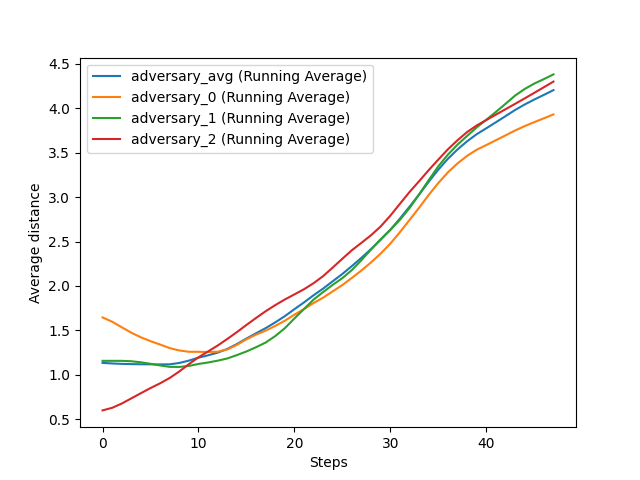 adversary_avg (Running Average)
adversary_0 (Running Average)
adversary_1 (Running Average)
adversary_2 (Running Average)
Average distance
4.5
4.0
3.5
3.0
2.5
2.0
1.5
1.0
0.5
0
10
20
30
40
Steps